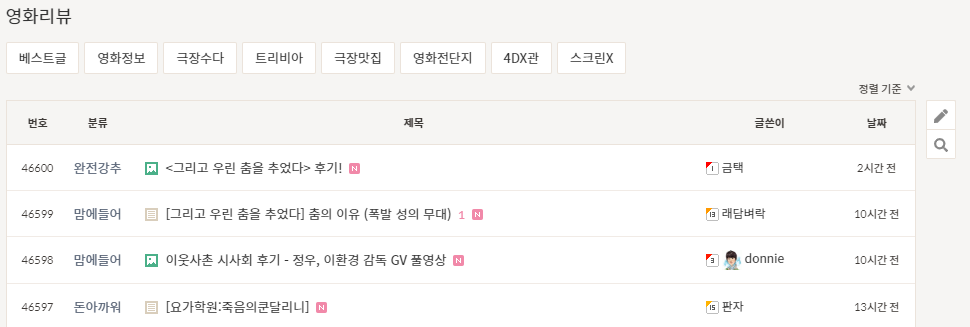 영화리뷰
베스트글 영화정보 극장수다 트리비아 극장맛집 영화전단지 4DX관 스크린X
정렬 기준
번호 분류 제목 글쓴이 날짜
46600 완전강추 <그리고 우린 춤을 추었다> 후기! N 1 금택 2시간 전
46599 맘에들어 [그리고 우린 춤을 추었다] 춤의 이유 (폭발 성의 무대) 1 N 13 래담벼락 10시간 전
46598 맘에들어 이웃사촌 시사회 후기 - 정우, 이환경 감독 GV 풀영상 N 3 donnie 10시간 전
46597 돈아까워 [요가학원:죽음의쿤달리니] N 15 판자 13시간 전